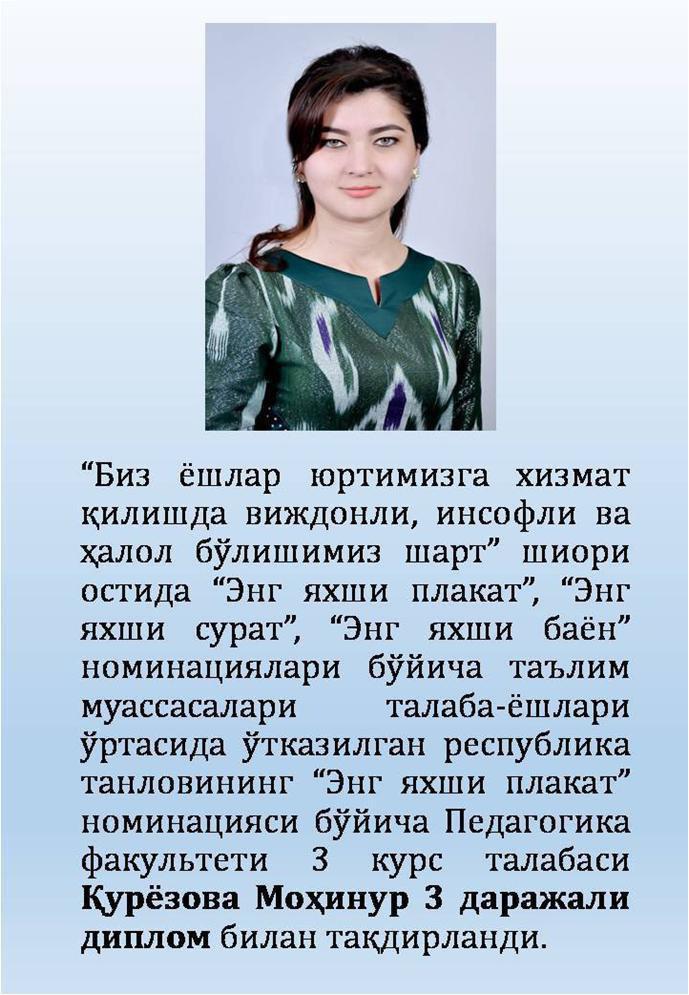 “Биз ёшлар юртимизга хизмат
қилишда виждонли, инсофли ва
ҳалол бўлишимиз шарт” шиори
остида “Энг яхши плакат”, “Энг
яхши сурат”, “Энг яхши баён”
номинациялари бўйича таълим
муассасалари талаба-ёшлари
ўртасида ўтказилган республика
танловининг “Энг яхши плакат”
номинацияси бўйича Педагогика
факультети 3 курс талабаси
Қурёзова Моҳинур 3 даражали
диплом билан тақдирланди.